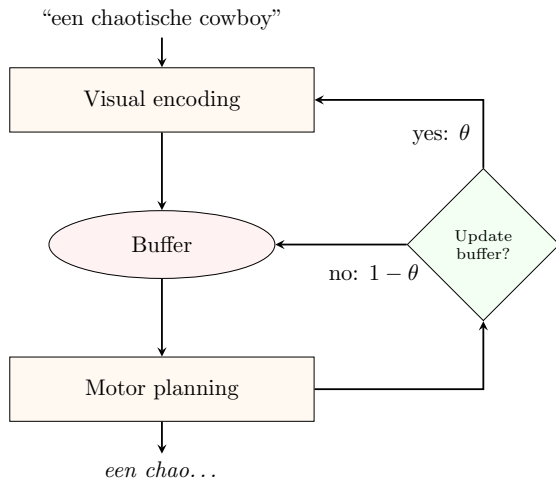 “een chaotische cowboy”
Visual encoding
yes: θ
Buffer
Update
buffer?
no: 1 − θ
Motor planning
een chao...